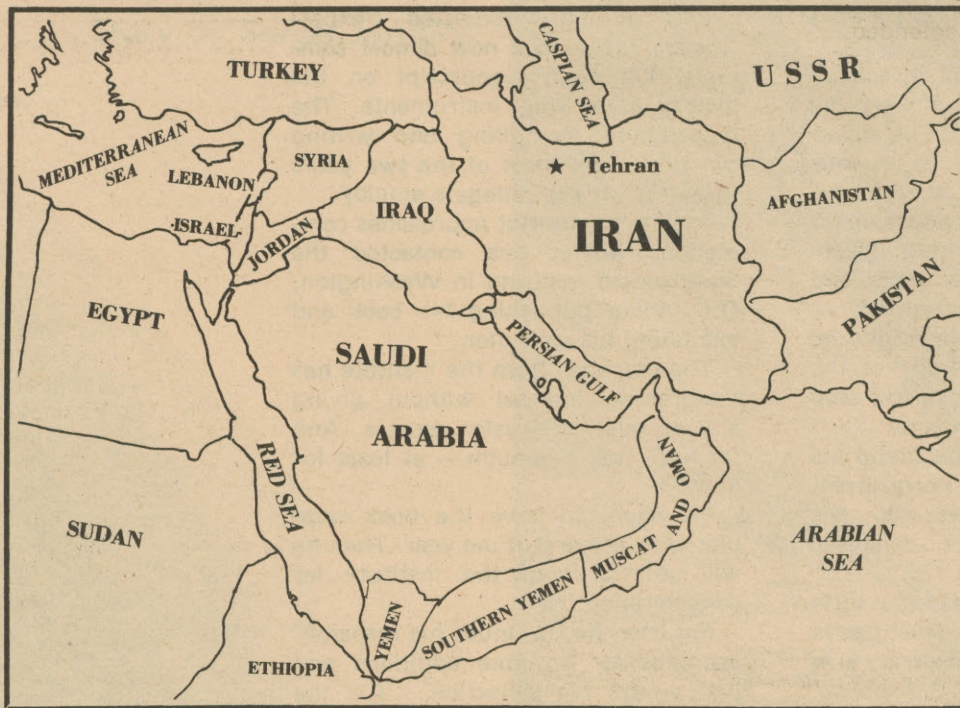 TURKEY
CASPIAN SEA
USSR
MEDITERRANEAN
SEA
SYRIA
★ Tehran
LEBANON
AFGHANISTAN
ISRAEL
JORDAN
IRAQ
IRAN
EGYPT
PAKISTAN
SAUDI
ARABIA
PERSIAN GULF
RED SEA
SUDAN
MUSCAT AND OMAN
ARABIAN
SEA
YEMEN
SOUTHERN YEMEN
ETHIOPIA